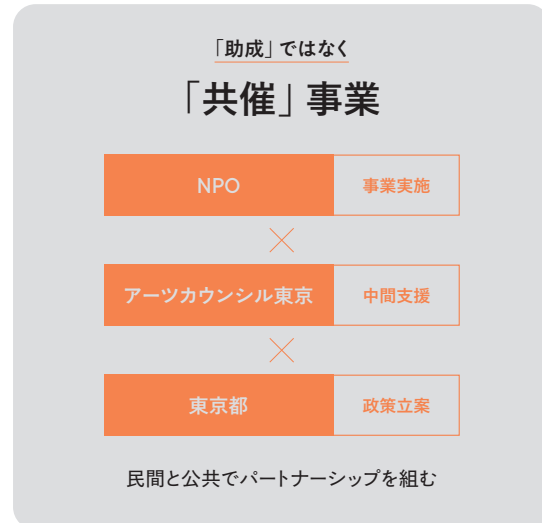 「助成」ではなく
「共催」事業
NPO 事業実施
×
アーツカウンシル東京 中間支援
×
東京都 政策立案
民間と公共でパートナーシップを組む